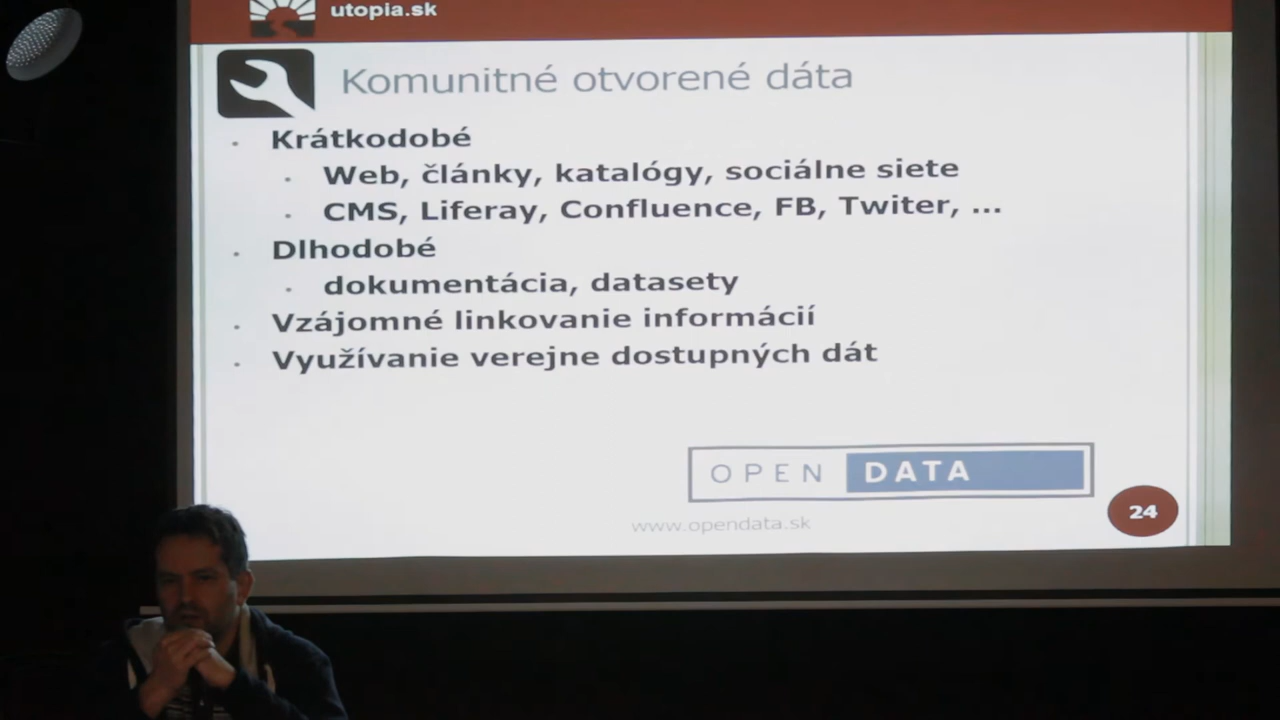 utopia.sk
Komunitné otvorené dáta
Krátkodobé
Web, články, katalógy, sociálne siete
CMS, Liferay, Confluence, FB, Twiter, ...
Dlhodobé
dokumentácia, datasety
Vzájomné linkovanie informácií
Využívanie verejne dostupných dát
OPEN DATA
www.opendata.sk
24